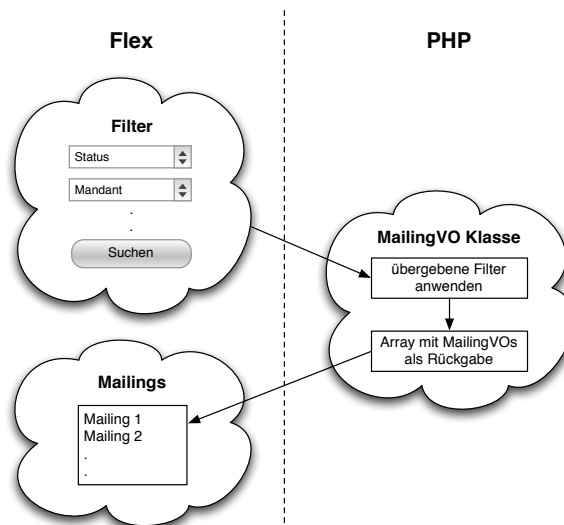 Flex
PHP
Filter
Status
Mandant
.
.
Suchen
MailingVO Klasse
übergebene Filter
anwenden
Array mit MailingVOs
als Rückgabe
Mailings
Mailing 1
Mailing 2
.
.